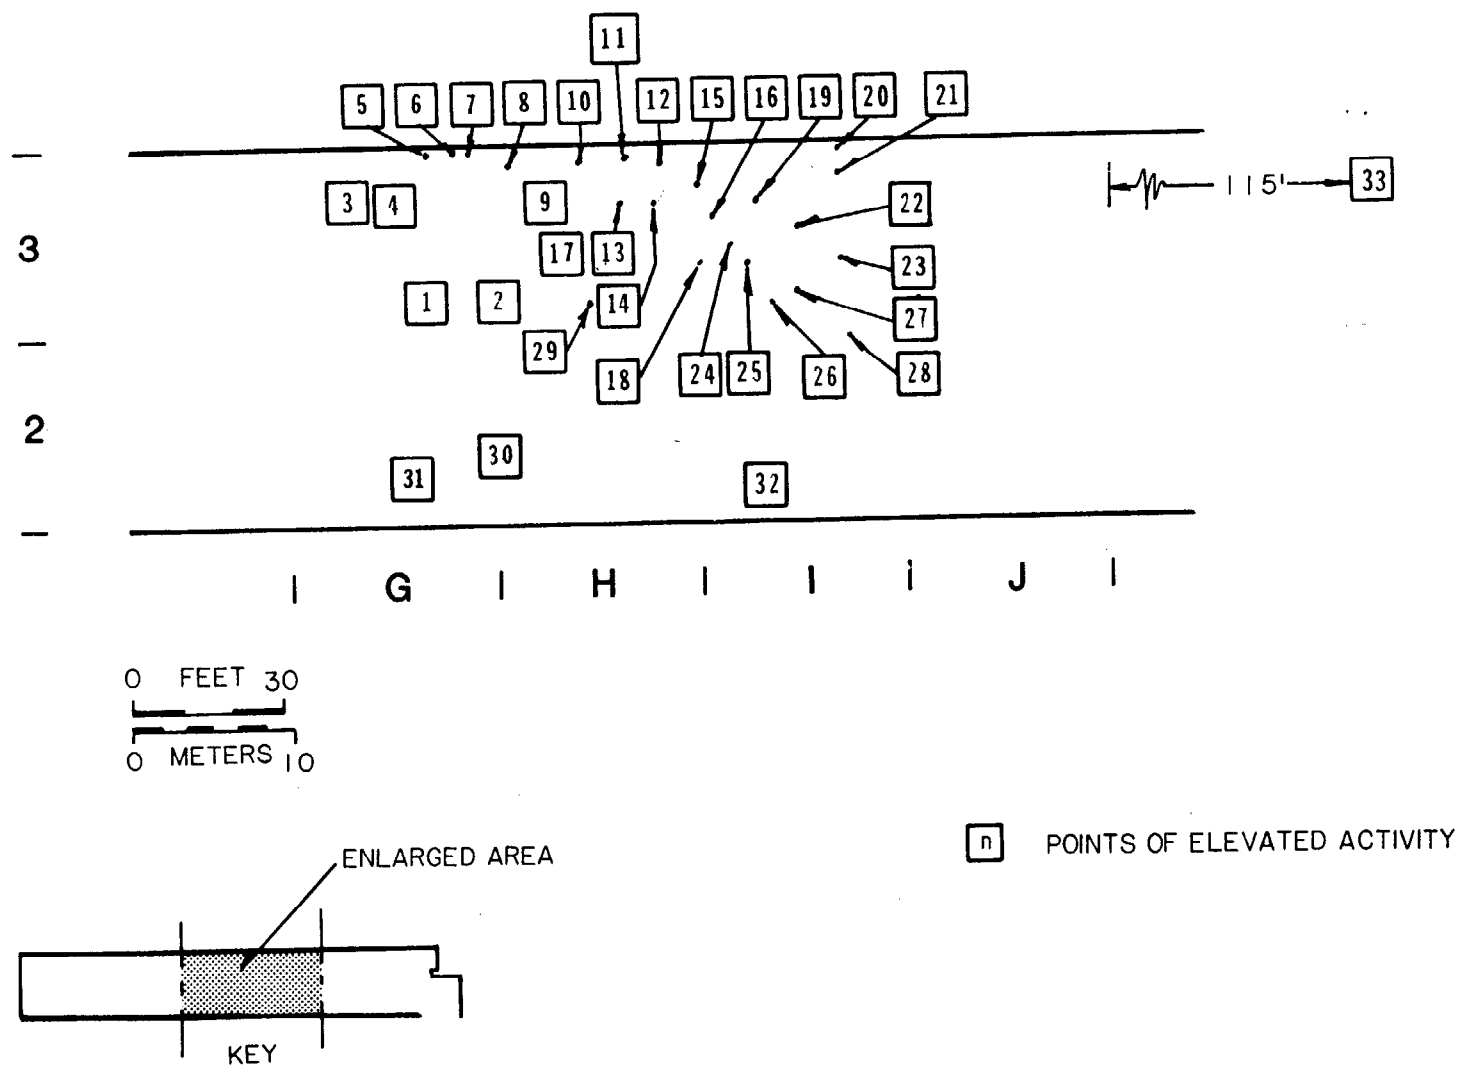 11
5 6 7 8 10 12 15 16 19 20 21
3 4 9 22 115' 33
3 17 13 23
1 2 14 27
29 18 24 25 26 28
2
31 30 32
I G I H I I i J I
0 FEET 30
0 METERS 10
n POINTS OF ELEVATED ACTIVITY
ENLARGED AREA
KEY